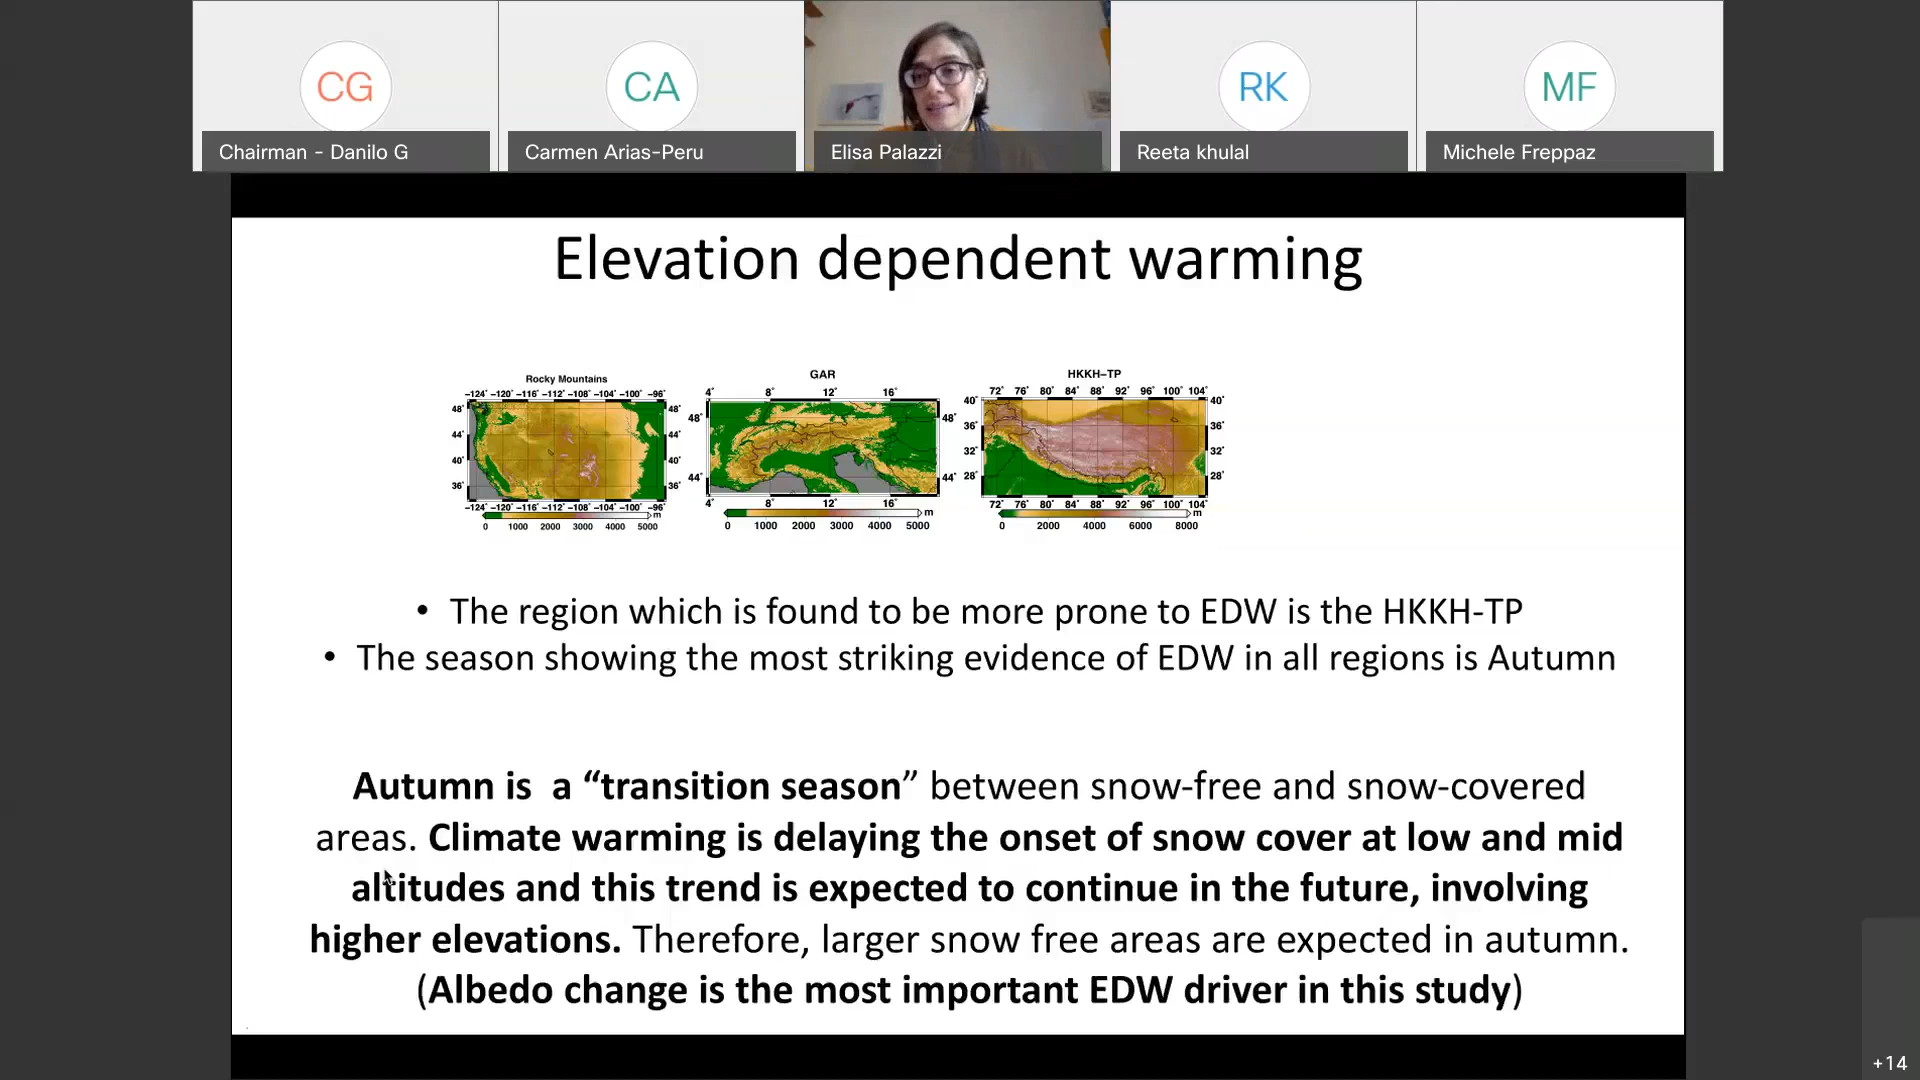 CG CA RK MF
Chairman - Danilo G Carmen Arias-Peru Elisa Palazzi Reeta khulal Michele Freppaz
Elevation dependent warming
Rocky Mountains
-124° -120° -116° -112° -108° -104° -100° -96°
48° 48°
44° 44°
40° 40°
36° 36°
-124° -120° -116° -112° -108° -104° -100° -96°
m
0 1000 2000 3000 4000 5000
GAR
4° 8° 12° 16°
48° 48°
44° 44°
4° 8° 12° 16°
m
0 1000 2000 3000 4000 5000
HKKH-TP
72° 76° 80° 84° 88° 92° 96° 100° 104°
40° 40°
36° 36°
32° 32°
28° 28°
72° 76° 80° 84° 88° 92° 96° 100° 104°
m
0 2000 4000 6000 8000
• The region which is found to be more prone to EDW is the HKKH-TP
• The season showing the most striking evidence of EDW in all regions is Autumn
Autumn is a “transition season” between snow-free and snow-covered
areas. Climate warming is delaying the onset of snow cover at low and mid
altitudes and this trend is expected to continue in the future, involving
higher elevations. Therefore, larger snow free areas are expected in autumn.
(Albedo change is the most important EDW driver in this study)
+14